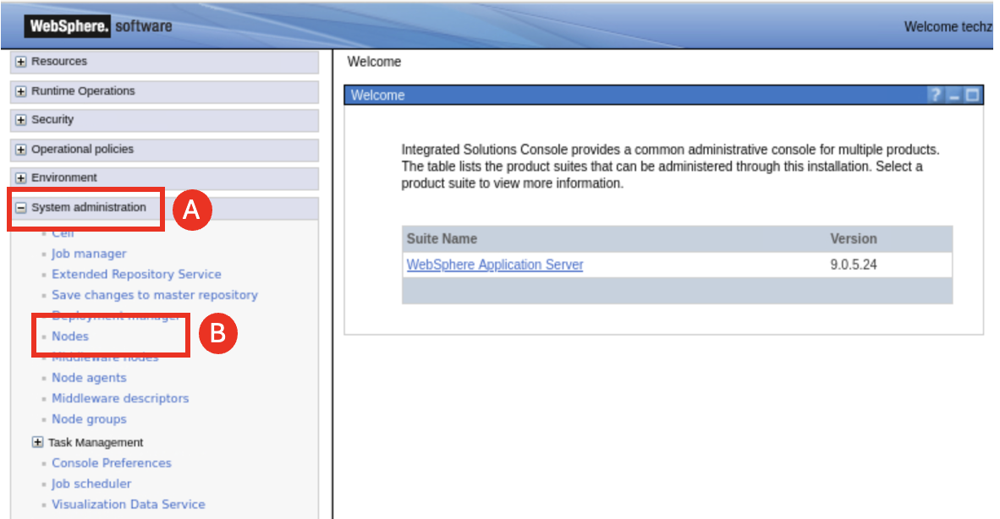 WebSphere. software
Welcome techz
Resources
Runtime Operations
Security
Operational policies
Environment
System administration
A
Cell
Job manager
Extended Repository Service
Save changes to master repository
Deployment manager
Nodes
B
Middleware nodes
Node agents
Middleware descriptors
Node groups
Task Management
Console Preferences
Job scheduler
Visualization Data Service
Welcome
Welcome
?
Integrated Solutions Console provides a common administrative console for multiple products.
The table lists the product suites that can be administered through this installation. Select a
product suite to view more information.
Suite Name Version
WebSphere Application Server 9.0.5.24